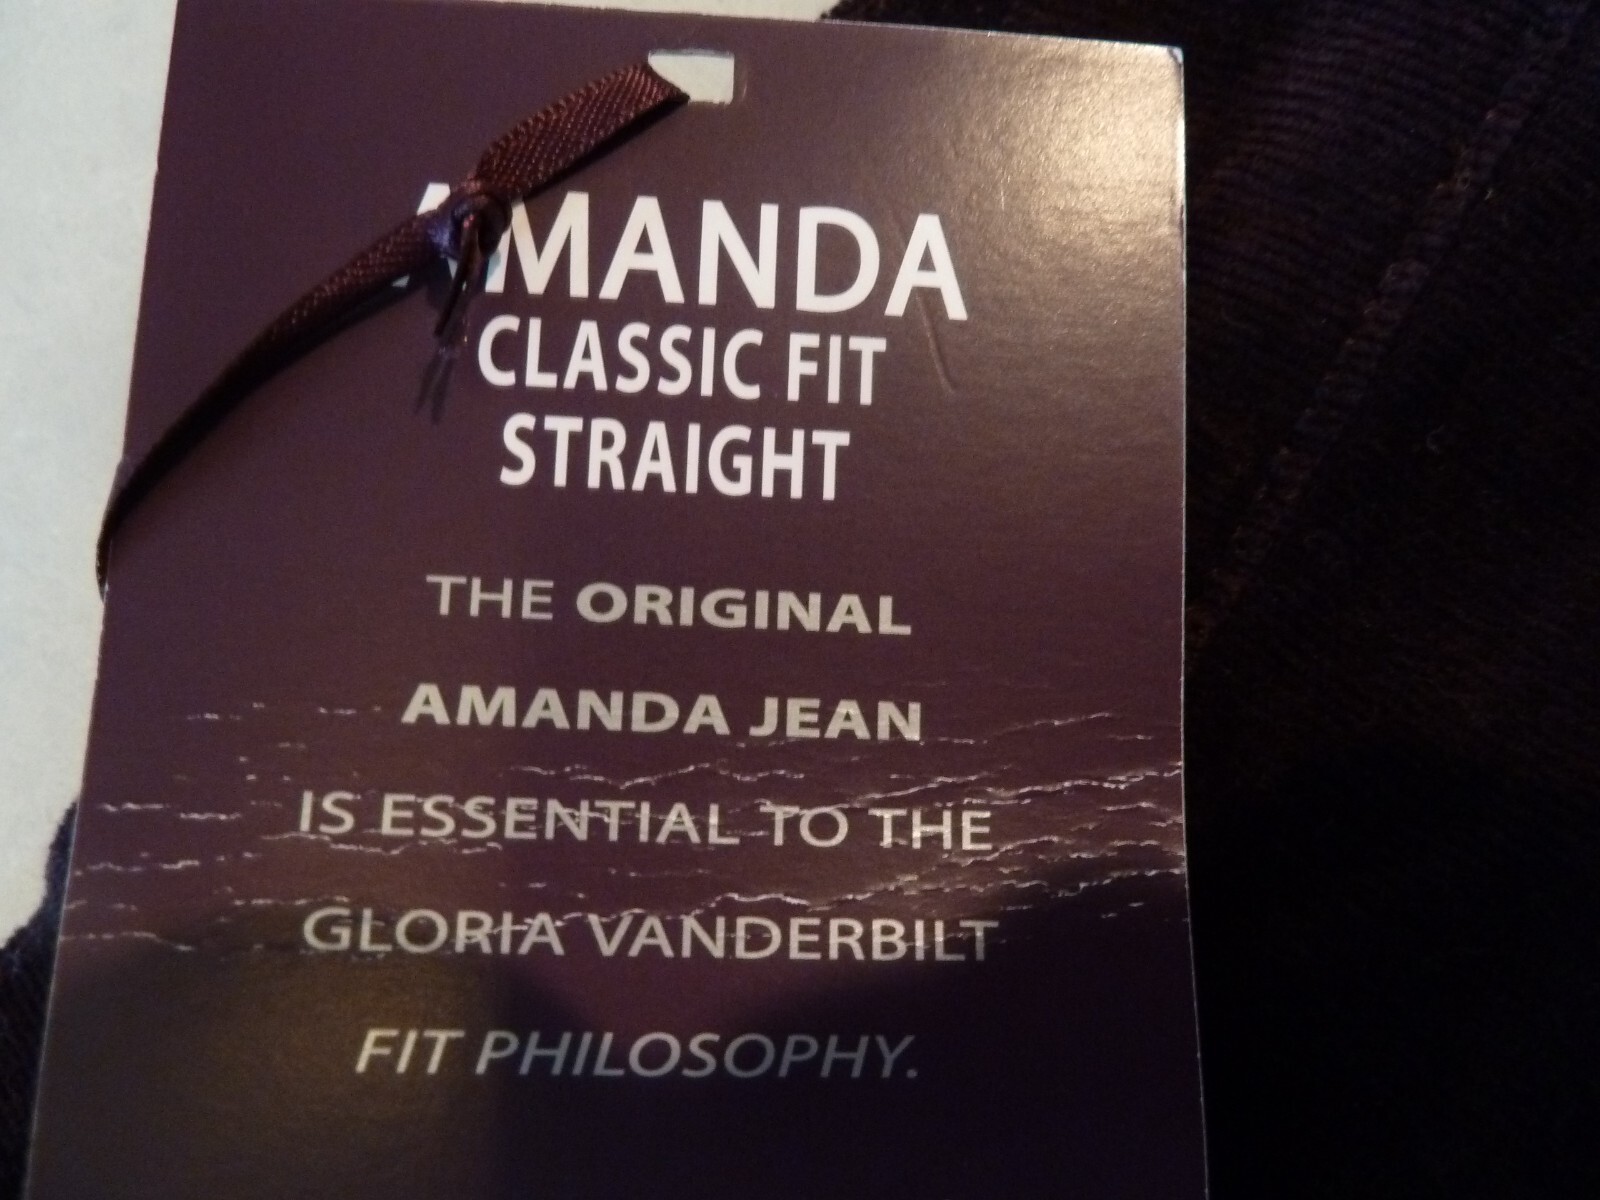 AMANDA
CLASSIC FIT
STRAIGHT
THE ORIGINAL
AMANDA JEAN
IS ESSENTIAL TO THE
GLORIA VANDERBILT
FIT PHILOSOPHY.